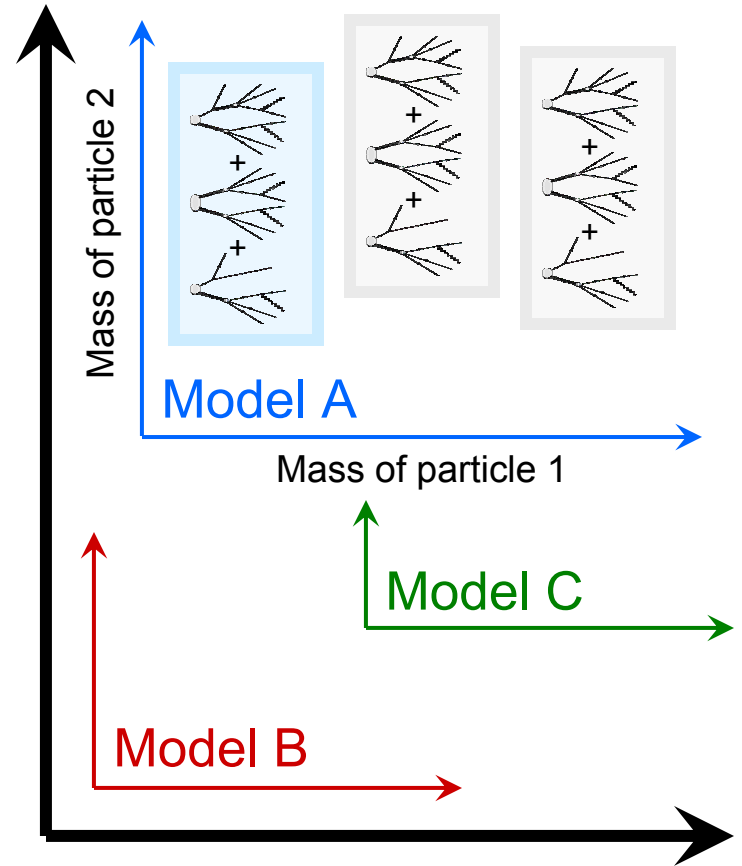 Mass of particle 2
+
+
+
+
+
+
Model A
Mass of particle 1
Model C
Model B